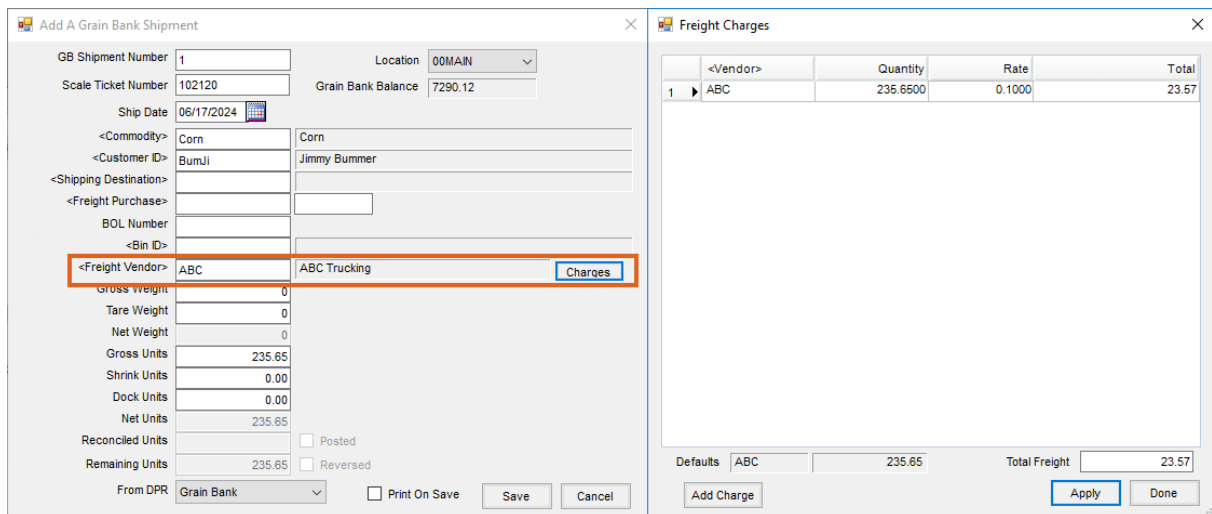 Add A Grain Bank Shipment
GB Shipment Number 1 Location 00MAIN
Scale Ticket Number 102120 Grain Bank Balance 7290.12
Ship Date 06/17/2024
<Commodity> Corn Corn
<Customer ID> BumJi Jimmy Bummer
<Shipping Destination>
<Freight Purchase>
BOL Number
<Bin ID>
<Freight Vendor> ABC ABC Trucking Charges
Gross Weight 0
Tare Weight 0
Net Weight 0
Gross Units 235.65
Shrink Units 0.00
Dock Units 0.00
Net Units 235.65
Reconciled Units Posted
Remaining Units 235.65 Reversed
From DPR Grain Bank Print On Save Save Cancel
Freight Charges
<Vendor> Quantity Rate Total
1 ABC 235.6500 0.1000 23.57
Defaults ABC 235.65 Total Freight 23.57
Add Charge Apply Done